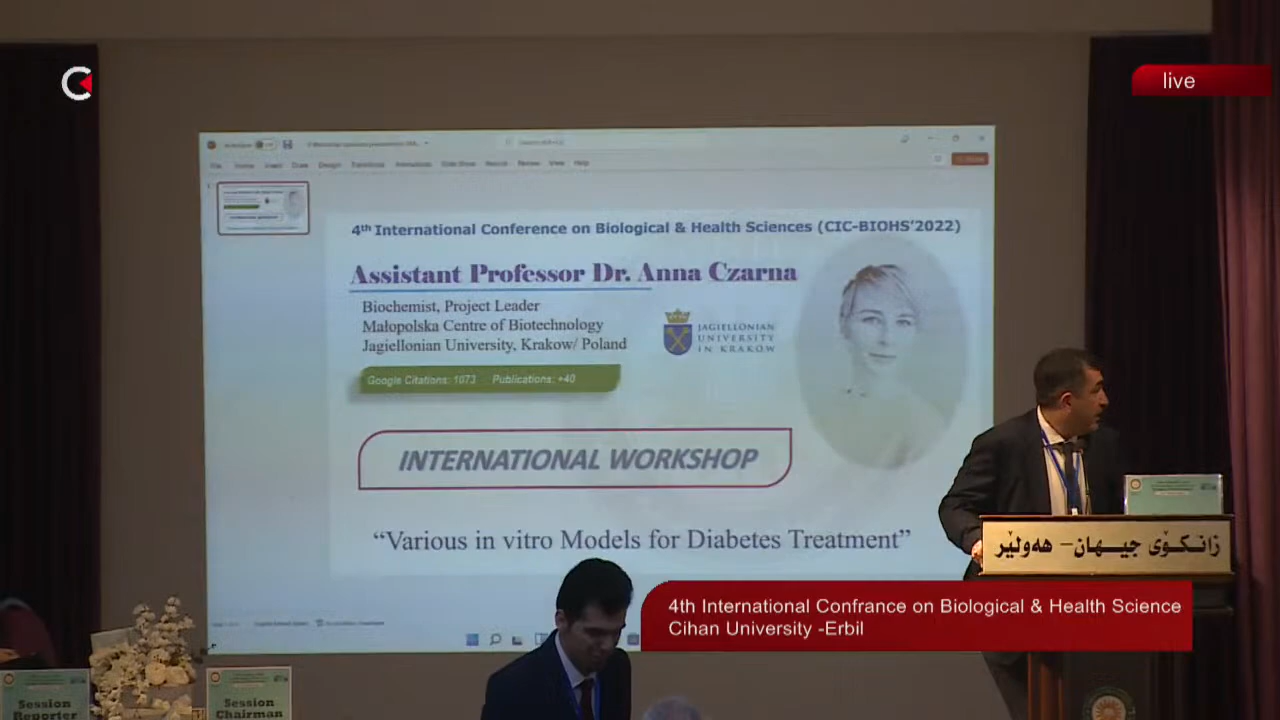 live
4th International Conference on Biological & Health Sciences (CIC-BIOHS'2022)
Assistant Professor Dr. Anna Czarna
Biochemist, Project Leader
Małopolska Centre of Biotechnology
Jagiellonian University, Krakow/ Poland
JAGIELLONIAN
UNIVERSITY
IN KRAKÓW
Google Citations: 1073 Publications: +40
INTERNATIONAL WORKSHOP
“Various in vitro Models for Diabetes Treatment”
زانکۆی جیهان - هەولێر
4th International Confrance on Biological & Health Science
Cihan University -Erbil
Session
Reporter
Session
Chairman